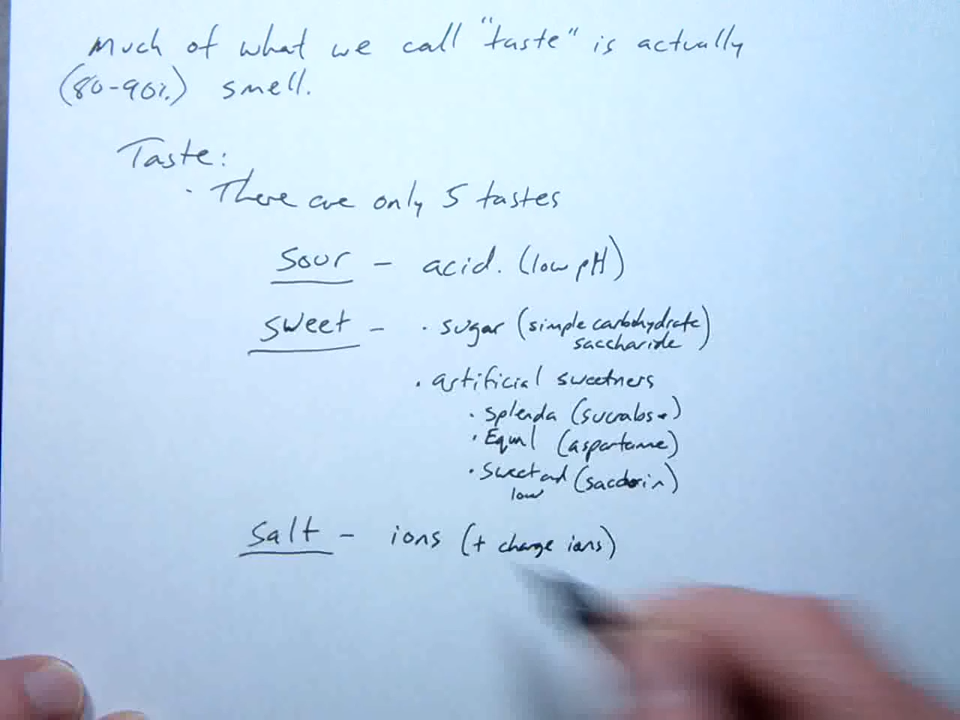 Much of what we call "taste" is actually
(80-90%) smell.
Taste:
· There are only 5 tastes
sour - acid. (low pH)
sweet - · sugar (simple carbohydrate)
saccharide
· artificial sweetners
· Splenda (sucralose)
· Equal (aspartame)
· Sweet and (saccharin)
low
salt - ions (+ charge ions)